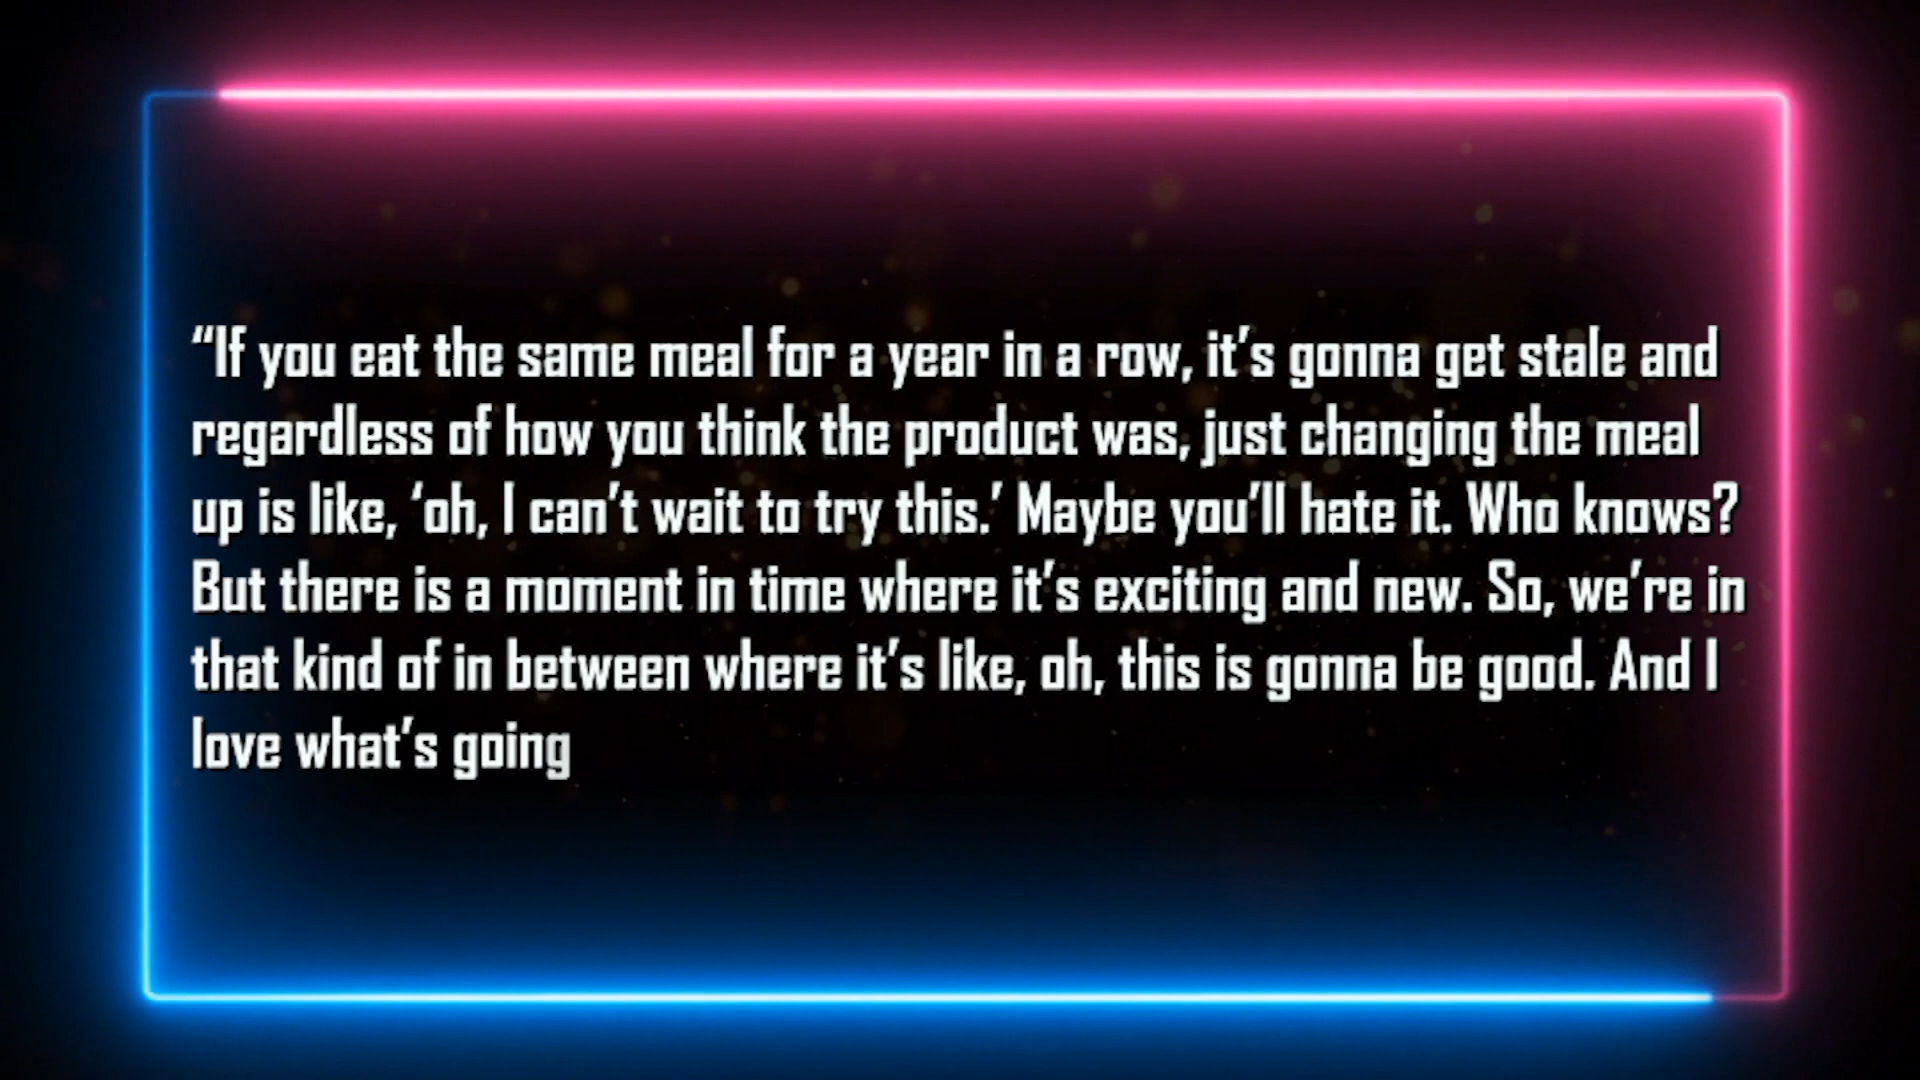 “If you eat the same meal for a year in a row, it’s gonna get stale and
regardless of how you think the product was, just changing the meal
up is like, ‘oh, I can’t wait to try this.’ Maybe you’ll hate it. Who knows?
But there is a moment in time where it’s exciting and new. So, we’re in
that kind of in between where it’s like, oh, this is gonna be good. And I
love what’s going